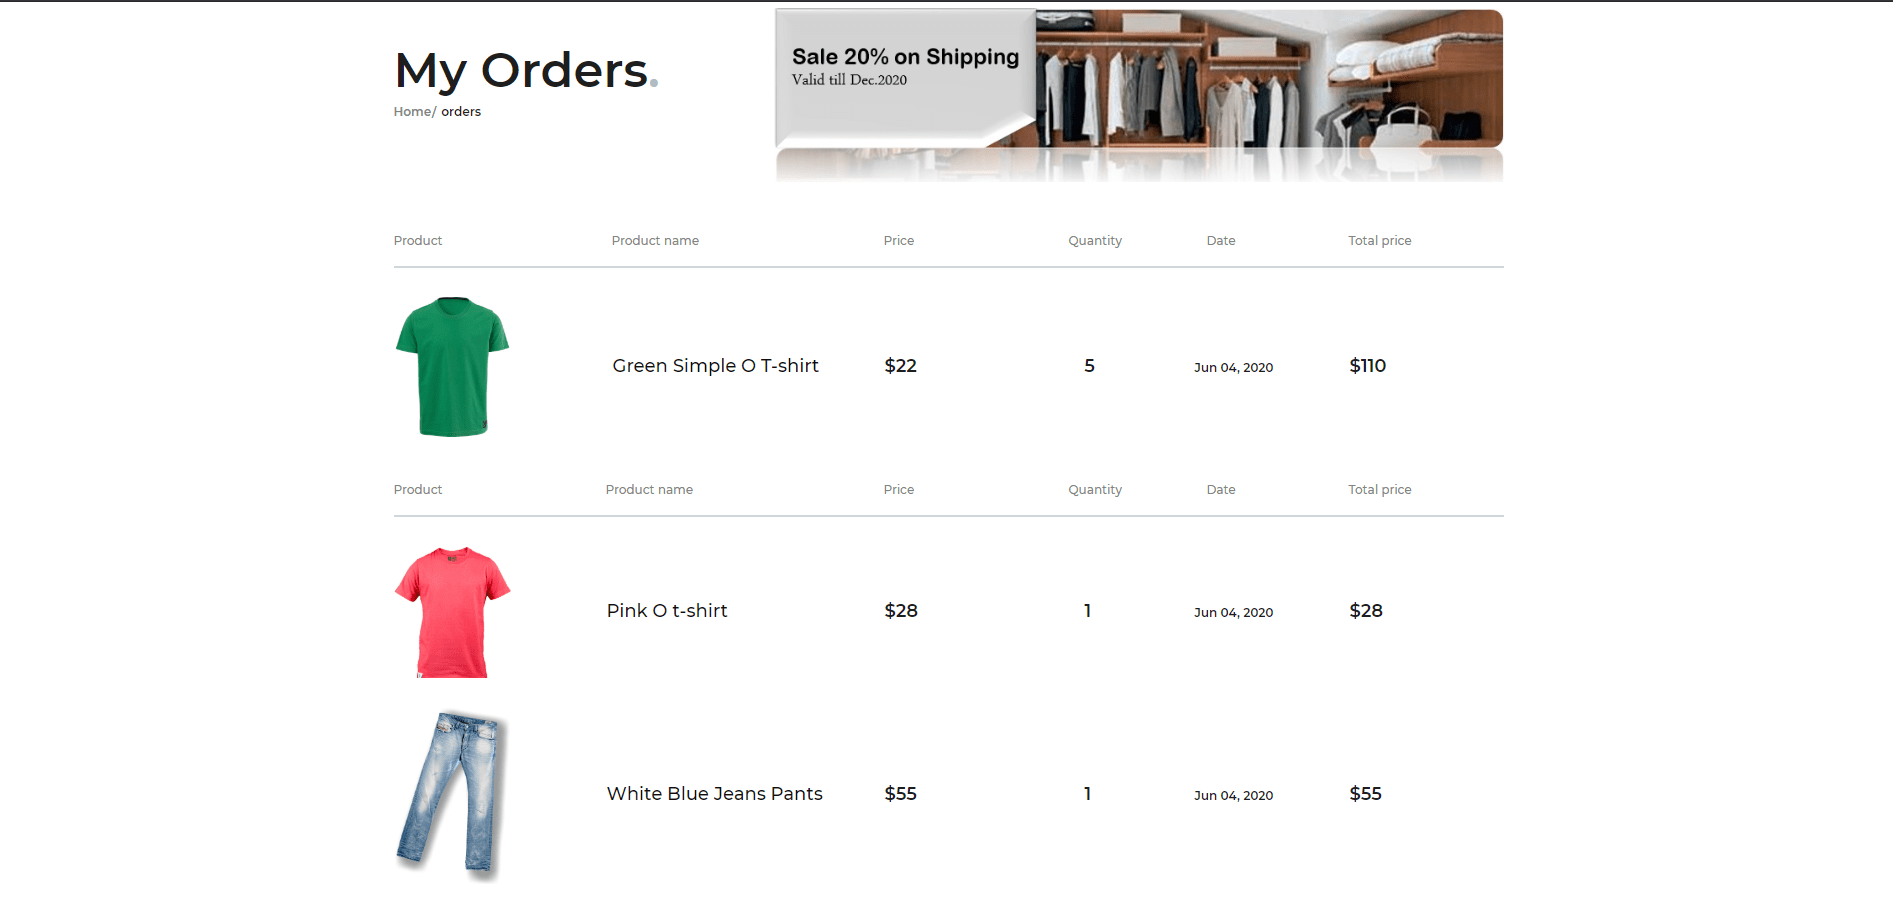 My Orders.
Home/ orders
Sale 20% on Shipping
Valid till Dec.2020
Product Product name Price Quantity Date Total price
Green Simple O T-shirt $22 5 Jun 04, 2020 $110
Product Product name Price Quantity Date Total price
Pink O t-shirt $28 1 Jun 04, 2020 $28
White Blue Jeans Pants $55 1 Jun 04, 2020 $55